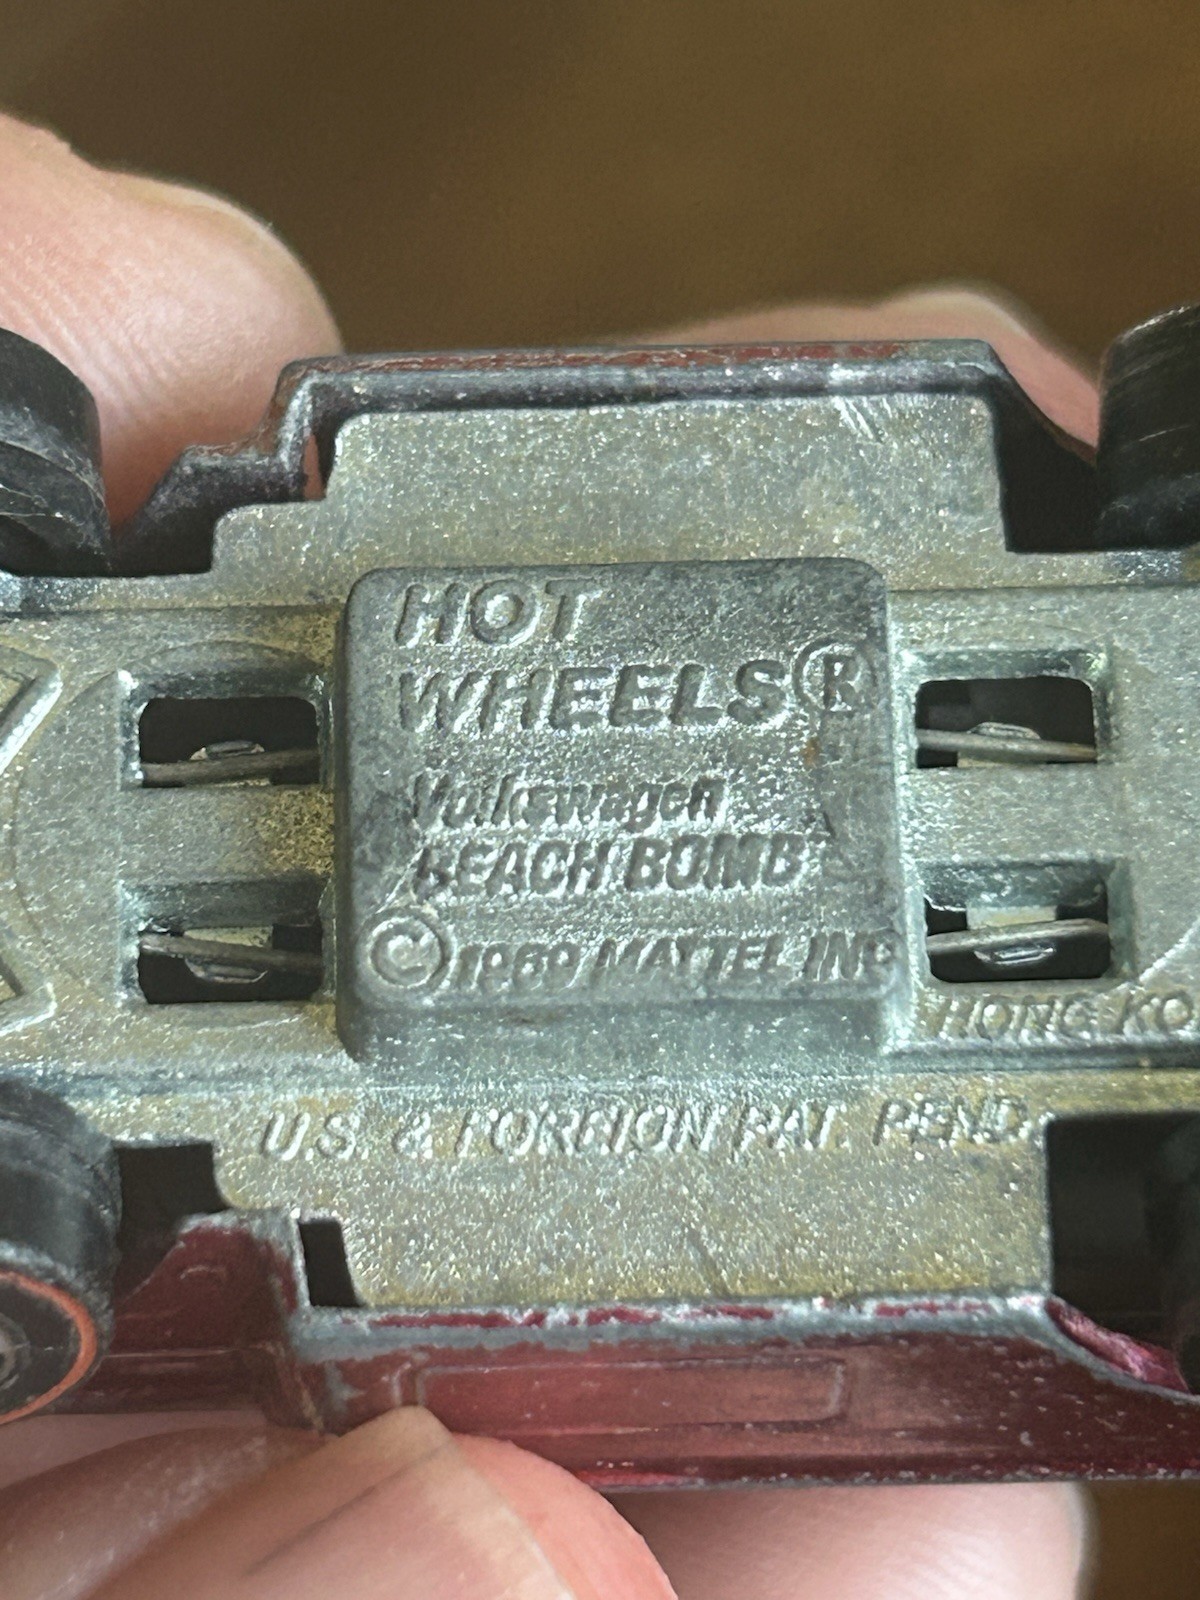 HOT
WHEELS®
Volkswagen
BEACH BOMB
© 1969 MATTEL INC
HONG KO
U.S. & FOREIGN PAT. PEND.